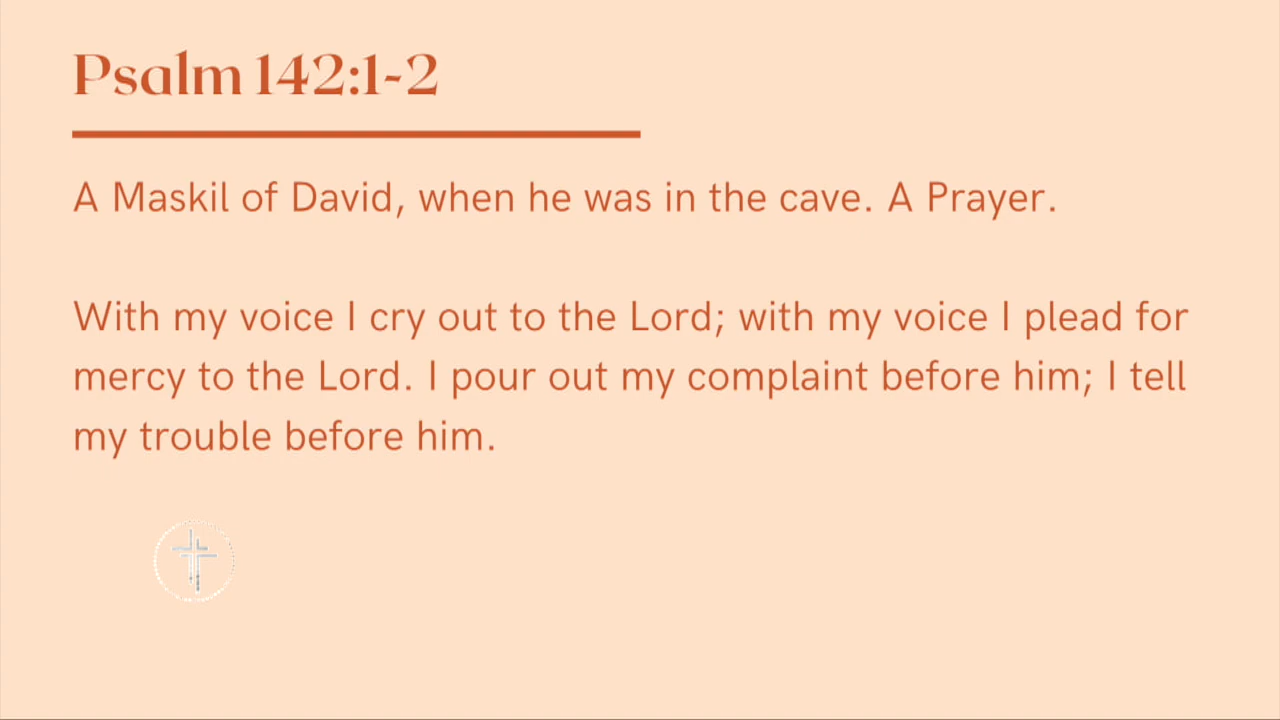 Psalm 142:1-2
A Maskil of David, when he was in the cave. A Prayer.
With my voice I cry out to the Lord; with my voice I plead for
mercy to the Lord. I pour out my complaint before him; I tell
my trouble before him.